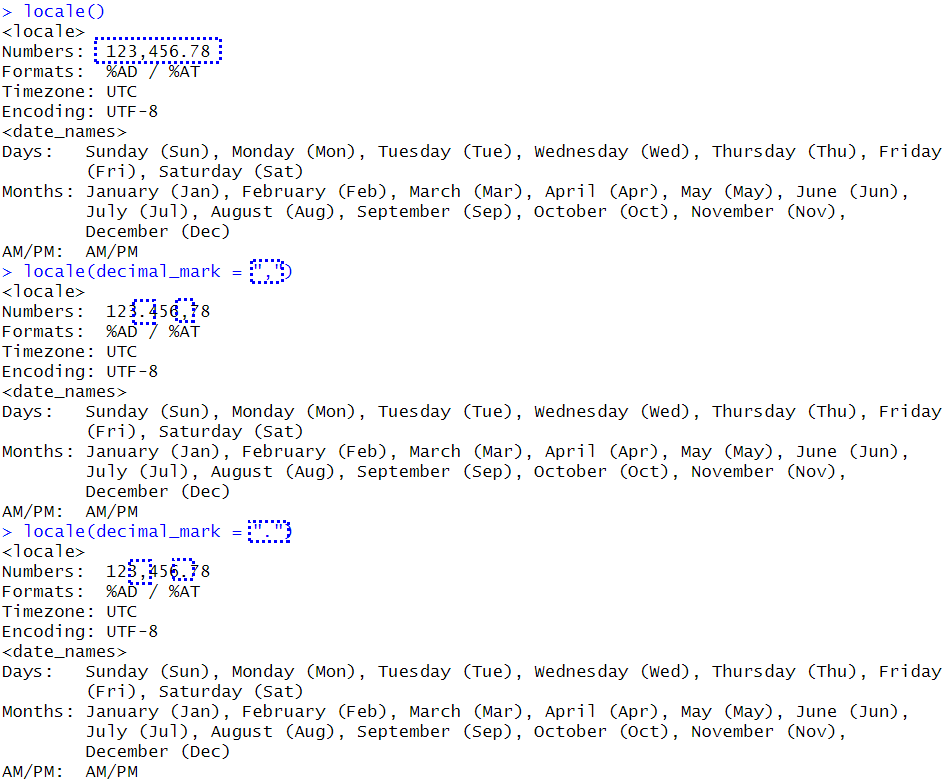 > locale()
<locale>
Numbers:  123,456.78
Formats:  %AD / %AT
Timezone: UTC
Encoding: UTF-8
<date_names>
Days:   Sunday (Sun), Monday (Mon), Tuesday (Tue), Wednesday (Wed), Thursday (Thu), Friday
        (Fri), Saturday (Sat)
Months: January (Jan), February (Feb), March (Mar), April (Apr), May (May), June (Jun),
        July (Jul), August (Aug), September (Sep), October (Oct), November (Nov),
        December (Dec)
AM/PM:  AM/PM
> locale(decimal_mark = ",")
<locale>
Numbers:  123.456,78
Formats:  %AD / %AT
Timezone: UTC
Encoding: UTF-8
<date_names>
Days:   Sunday (Sun), Monday (Mon), Tuesday (Tue), Wednesday (Wed), Thursday (Thu), Friday
        (Fri), Saturday (Sat)
Months: January (Jan), February (Feb), March (Mar), April (Apr), May (May), June (Jun),
        July (Jul), August (Aug), September (Sep), October (Oct), November (Nov),
        December (Dec)
AM/PM:  AM/PM
> locale(decimal_mark = ".")
<locale>
Numbers:  123,456.78
Formats:  %AD / %AT
Timezone: UTC
Encoding: UTF-8
<date_names>
Days:   Sunday (Sun), Monday (Mon), Tuesday (Tue), Wednesday (Wed), Thursday (Thu), Friday
        (Fri), Saturday (Sat)
Months: January (Jan), February (Feb), March (Mar), April (Apr), May (May), June (Jun),
        July (Jul), August (Aug), September (Sep), October (Oct), November (Nov),
        December (Dec)
AM/PM:  AM/PM